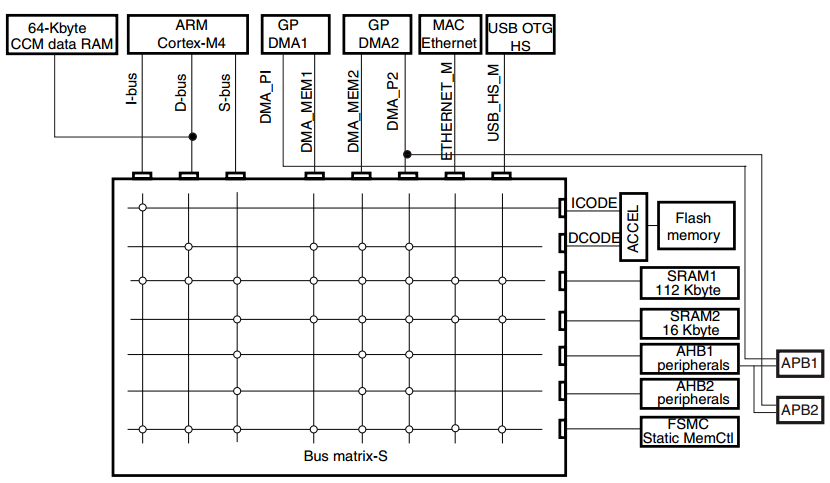 64-Kbyte
CCM data RAM
ARM
Cortex-M4
GP
DMA1
GP
DMA2
MAC
Ethernet
USB OTG
HS
I-bus
D-bus
S-bus
DMA_PI
DMA_MEM1
DMA_MEM2
DMA_P2
ETHERNET_M
USB_HS_M
ICODE
DCODE
ACCEL
Flash
memory
SRAM1
112 Kbyte
SRAM2
16 Kbyte
AHB1
peripherals
AHB2
peripherals
FSMC
Static MemCtl
APB1
APB2
Bus matrix-S